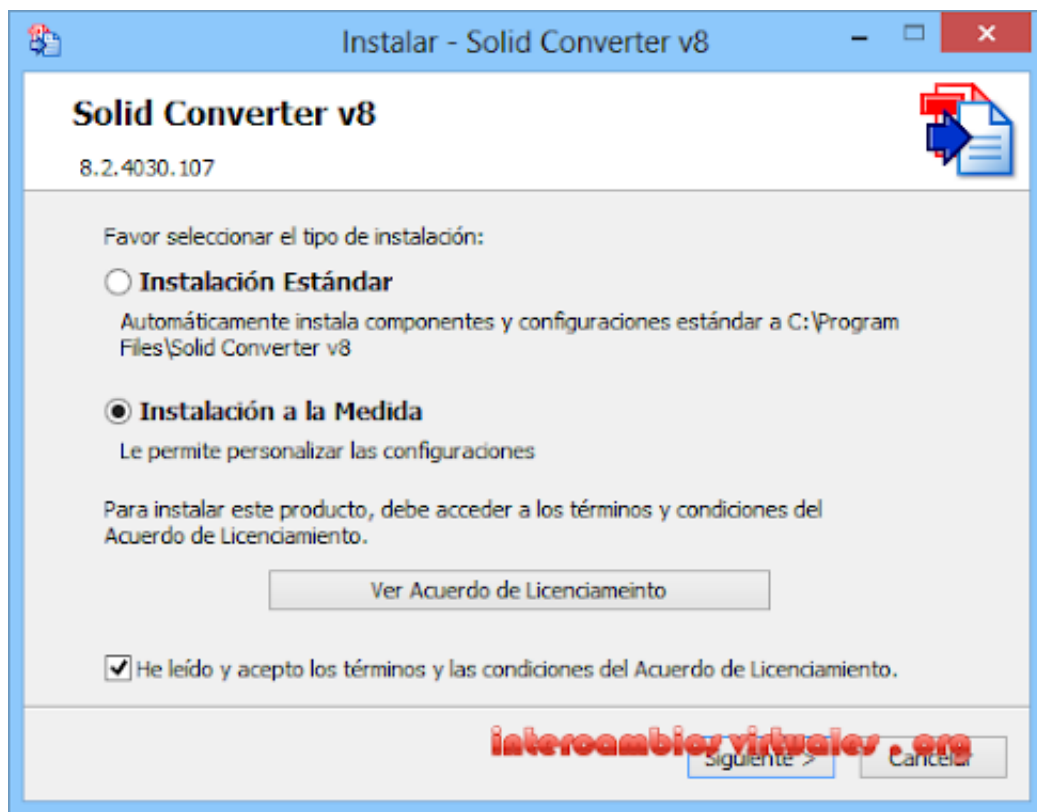 Instalar - Solid Converter v8
Solid Converter v8
8.2.4030.107
Favor seleccionar el tipo de instalación:
Instalación Estándar
Automáticamente instala componentes y configuraciones estándar a C:\Program
Files\Solid Converter v8
Instalación a la Medida
Le permite personalizar las configuraciones
Para instalar este producto, debe acceder a los términos y condiciones del
Acuerdo de Licenciamiento.
Ver Acuerdo de Licenciameinto
He leído y acepto los términos y las condiciones del Acuerdo de Licenciamiento.
intercambios virtuales . org
Siguiente >
Cancelar